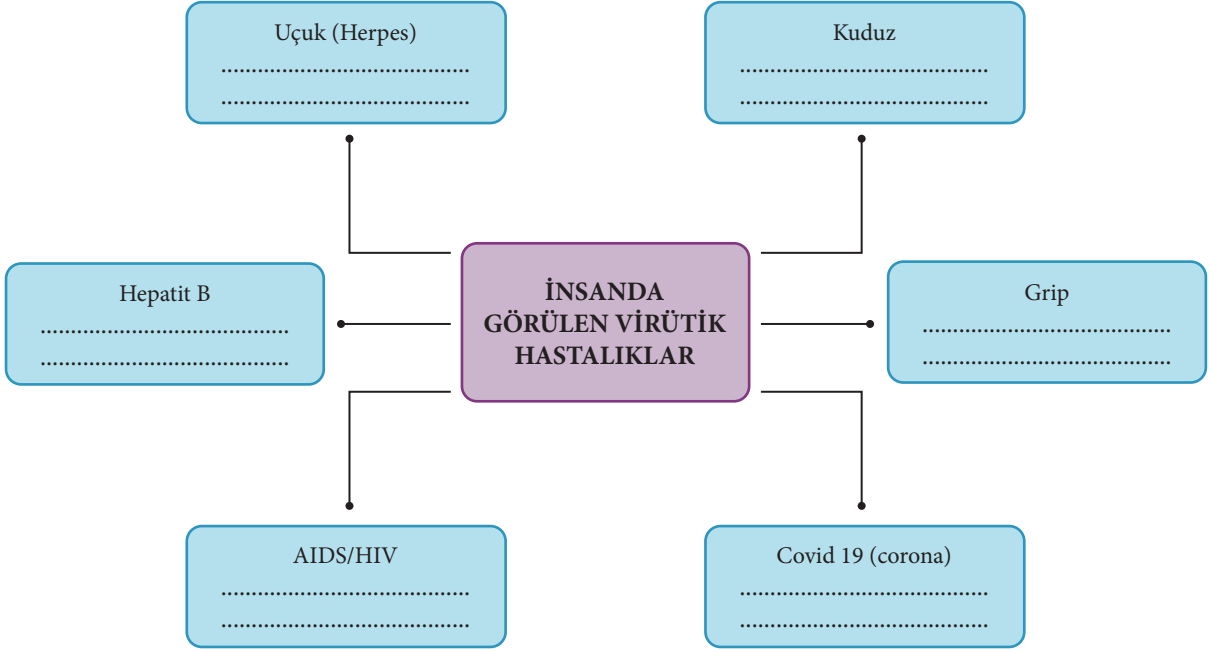 Uçuk (Herpes)
..........................................
..........................................
Kuduz
..........................................
..........................................
Hepatit B
..........................................
..........................................
İNSANDA
GÖRÜLEN VİRÜTİK
HASTALIKLAR
Grip
..........................................
..........................................
AIDS/HIV
..........................................
..........................................
Covid 19 (corona)
..........................................
..........................................